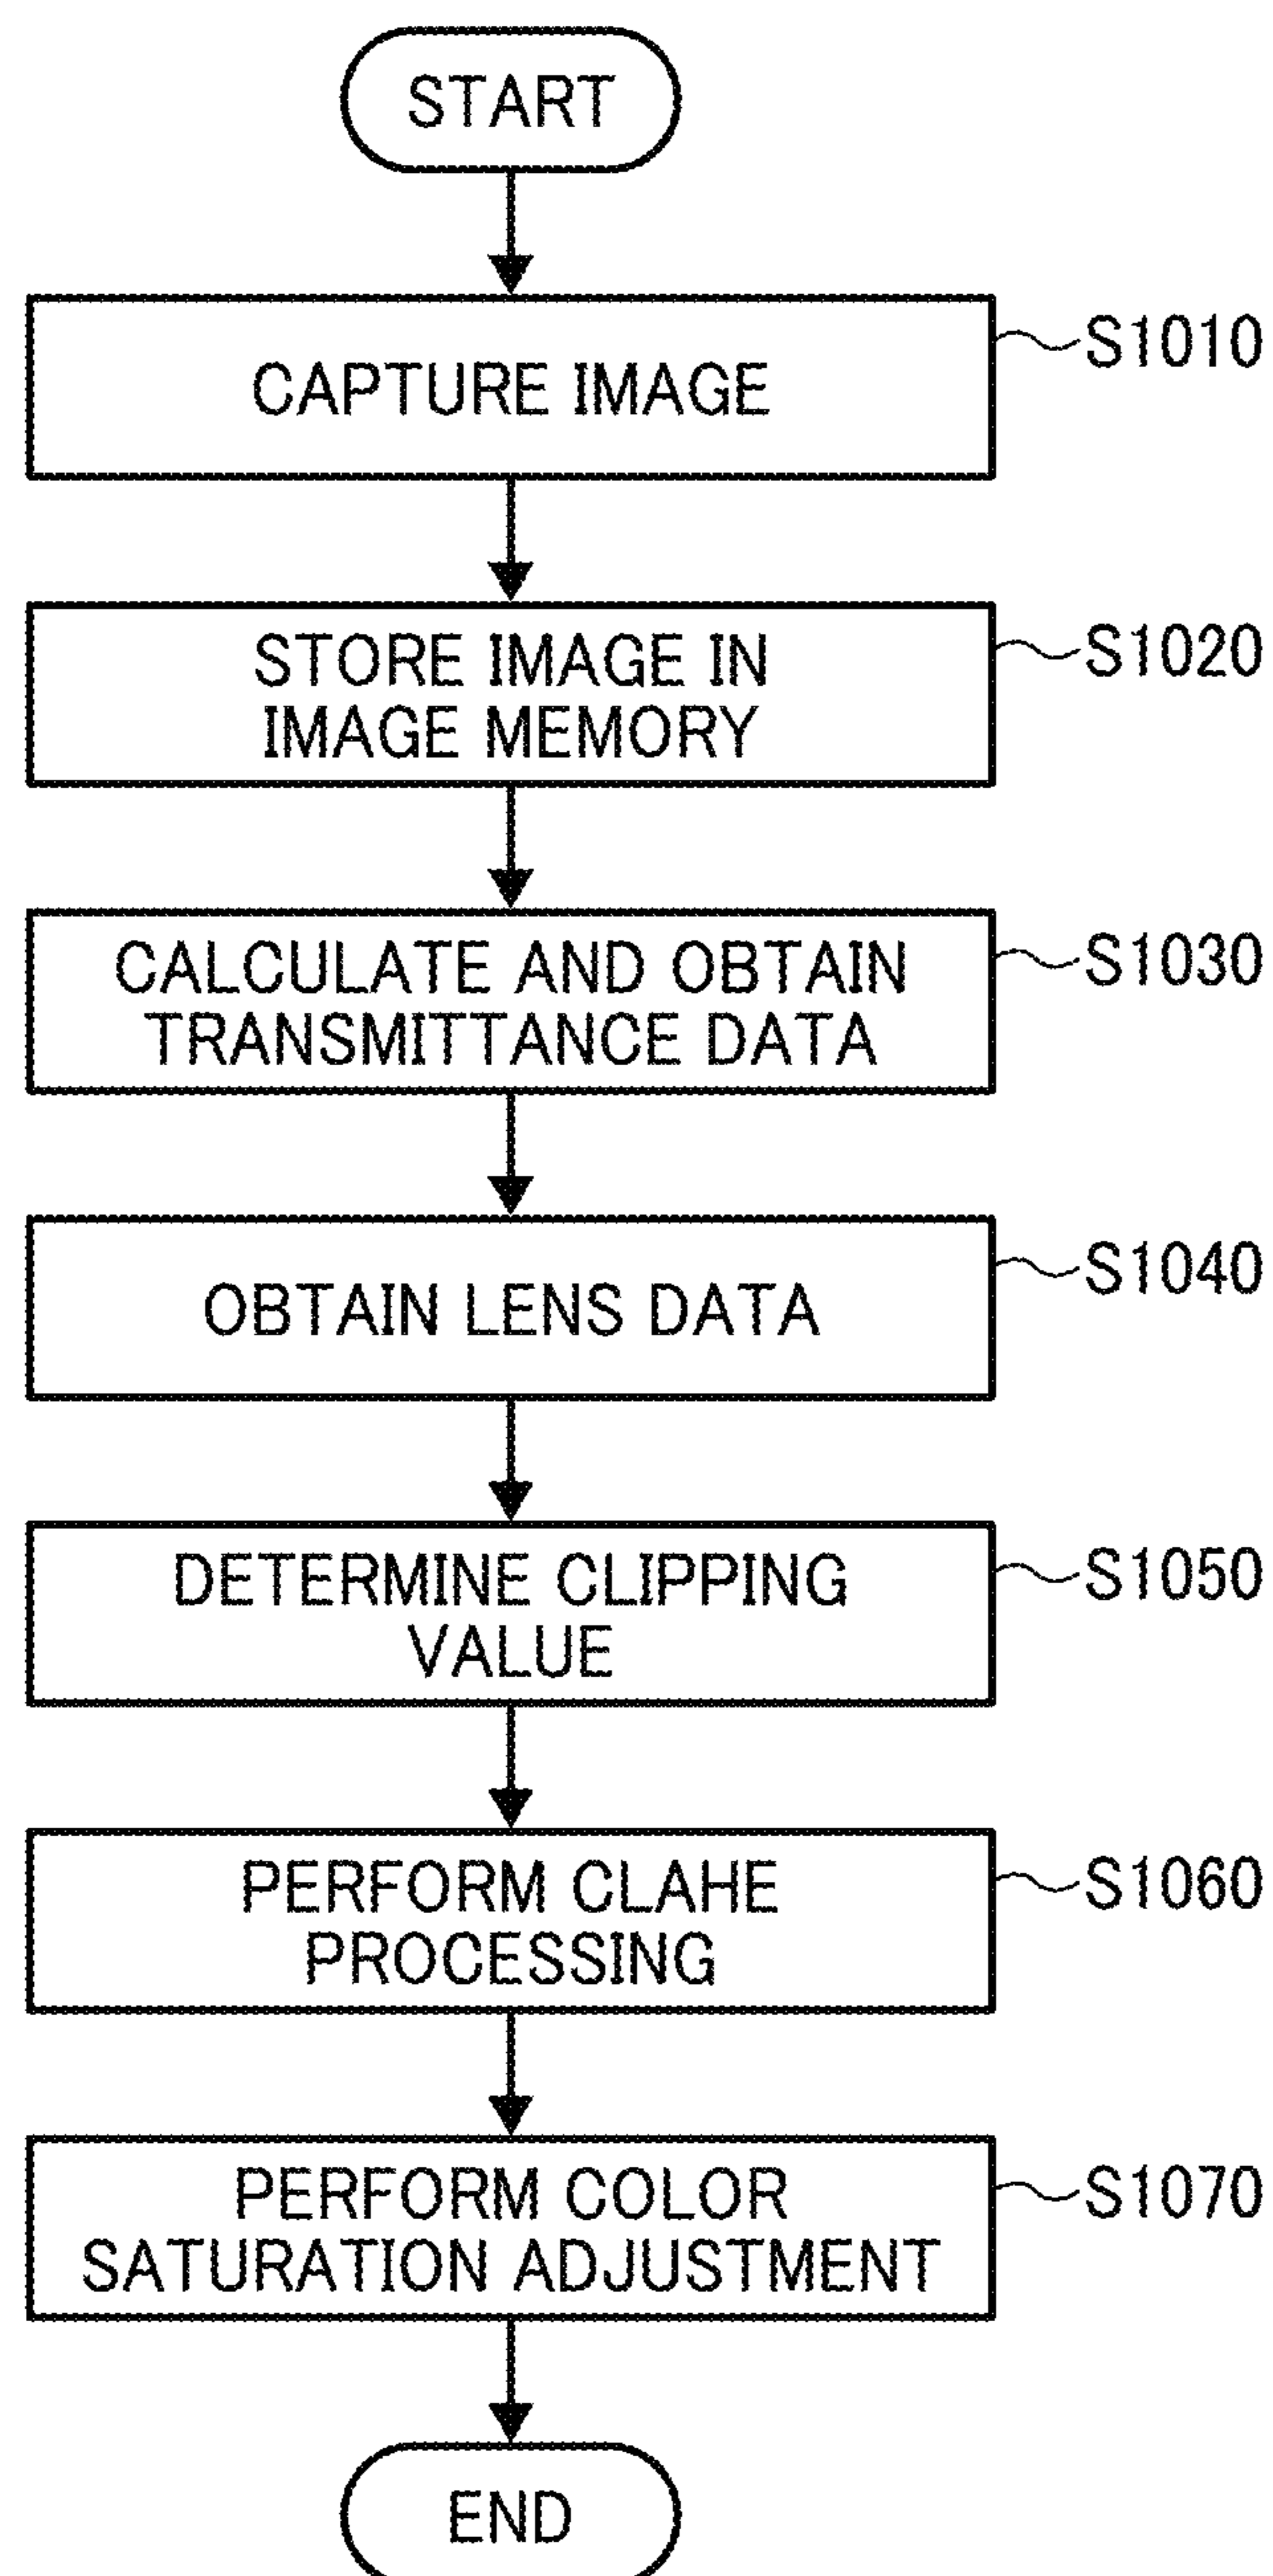 START
CAPTURE IMAGE
S1010
STORE IMAGE IN
IMAGE MEMORY
S1020
CALCULATE AND OBTAIN
TRANSMITTANCE DATA
S1030
OBTAIN LENS DATA
S1040
DETERMINE CLIPPING
VALUE
S1050
PERFORM CLAHE
PROCESSING
S1060
PERFORM COLOR
SATURATION ADJUSTMENT
S1070
END